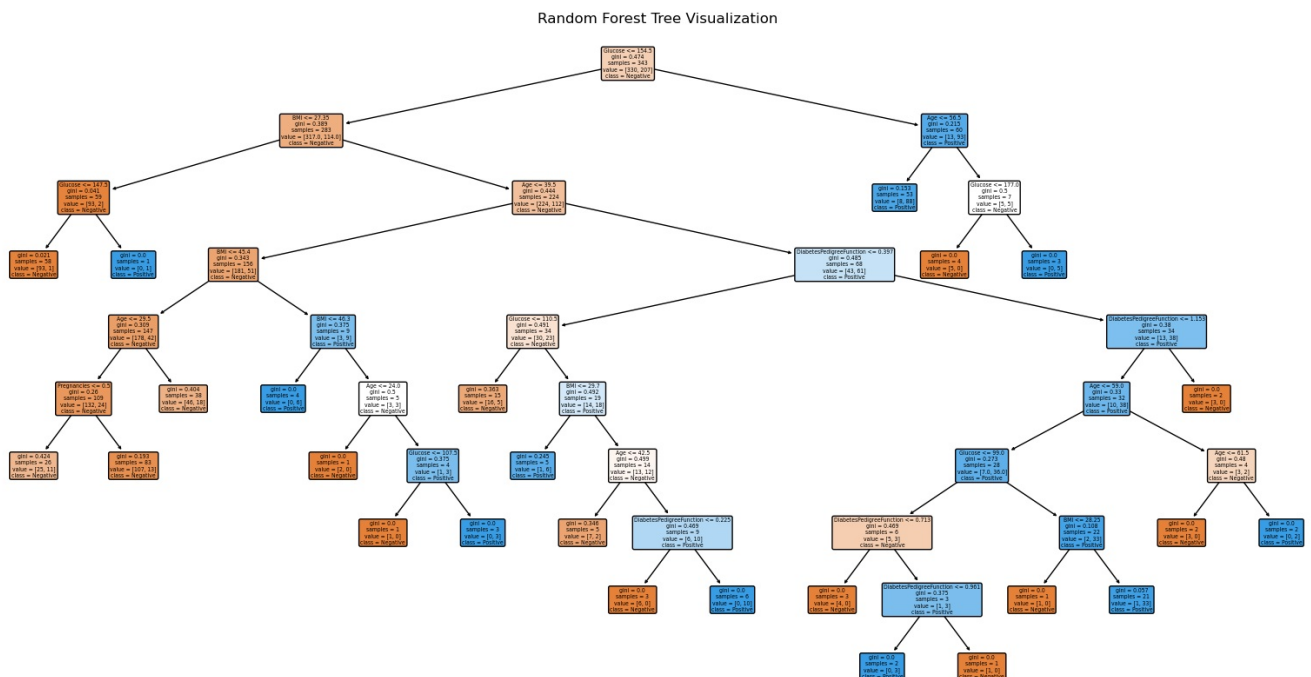 Random Forest Tree Visualization
Glucose <= 154.5
gini = 0.474
samples = 343
value = [330, 207]
class = Negative
BMI <= 27.35
gini = 0.389
samples = 283
value = [317.0, 114.0]
class = Negative
Age <= 56.5
gini = 0.215
samples = 60
value = [13, 93]
class = Positive
Glucose <= 147.5
gini = 0.041
samples = 59
value = [93, 2]
class = Negative
Age <= 39.5
gini = 0.444
samples = 224
value = [224, 112]
class = Negative
gini = 0.153
samples = 53
value = [8, 88]
class = Positive
Glucose <= 177.0
gini = 0.5
samples = 7
value = [5, 5]
class = Negative
gini = 0.021
samples = 58
value = [93, 1]
class = Negative
gini = 0.0
samples = 1
value = [0, 1]
class = Positive
BMI <= 45.4
gini = 0.343
samples = 156
value = [181, 51]
class = Negative
DiabetesPedigreeFunction <= 0.397
gini = 0.485
samples = 68
value = [43, 61]
class = Positive
gini = 0.0
samples = 4
value = [5, 0]
class = Negative
gini = 0.0
samples = 3
value = [0, 5]
class = Positive
Age <= 29.5
gini = 0.309
samples = 147
value = [178, 42]
class = Negative
BMI <= 46.3
gini = 0.375
samples = 9
value = [3, 9]
class = Positive
Glucose <= 110.5
gini = 0.491
samples = 34
value = [30, 23]
class = Negative
DiabetesPedigreeFunction <= 1.153
gini = 0.38
samples = 34
value = [13, 38]
class = Positive
Pregnancies <= 0.5
gini = 0.26
samples = 109
value = [132, 24]
class = Negative
gini = 0.404
samples = 38
value = [46, 18]
class = Negative
gini = 0.0
samples = 4
value = [0, 6]
class = Positive
Age <= 24.0
gini = 0.5
samples = 5
value = [3, 3]
class = Negative
gini = 0.363
samples = 15
value = [16, 5]
class = Negative
BMI <= 29.7
gini = 0.492
samples = 19
value = [14, 18]
class = Positive
Age <= 59.0
gini = 0.33
samples = 32
value = [10, 38]
class = Positive
gini = 0.0
samples = 2
value = [3, 0]
class = Negative
gini = 0.424
samples = 26
value = [25, 11]
class = Negative
gini = 0.193
samples = 83
value = [107, 13]
class = Negative
gini = 0.0
samples = 1
value = [2, 0]
class = Negative
Glucose <= 107.5
gini = 0.375
samples = 4
value = [1, 3]
class = Positive
gini = 0.245
samples = 5
value = [1, 6]
class = Positive
Age <= 42.5
gini = 0.499
samples = 14
value = [13, 12]
class = Negative
Glucose <= 99.0
gini = 0.273
samples = 28
value = [7.0, 36.0]
class = Positive
Age <= 61.5
gini = 0.48
samples = 4
value = [3, 2]
class = Negative
gini = 0.0
samples = 1
value = [1, 0]
class = Negative
gini = 0.0
samples = 3
value = [0, 3]
class = Positive
gini = 0.346
samples = 5
value = [7, 2]
class = Negative
DiabetesPedigreeFunction <= 0.225
gini = 0.469
samples = 9
value = [6, 10]
class = Positive
DiabetesPedigreeFunction <= 0.713
gini = 0.469
samples = 6
value = [5, 3]
class = Negative
BMI <= 28.25
gini = 0.108
samples = 22
value = [2, 33]
class = Positive
gini = 0.0
samples = 2
value = [3, 0]
class = Negative
gini = 0.0
samples = 2
value = [0, 2]
class = Positive
gini = 0.0
samples = 3
value = [6, 0]
class = Negative
gini = 0.0
samples = 6
value = [0, 10]
class = Positive
gini = 0.0
samples = 3
value = [4, 0]
class = Negative
DiabetesPedigreeFunction <= 0.961
gini = 0.375
samples = 3
value = [1, 3]
class = Positive
gini = 0.0
samples = 1
value = [1, 0]
class = Negative
gini = 0.057
samples = 21
value = [1, 33]
class = Positive
gini = 0.0
samples = 2
value = [0, 3]
class = Positive
gini = 0.0
samples = 1
value = [1, 0]
class = Negative